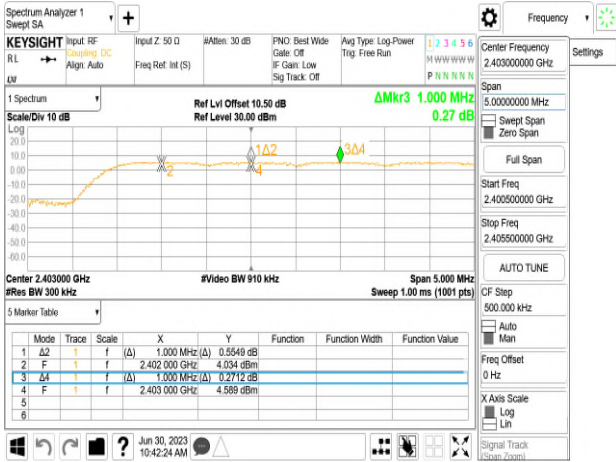 Spectrum Analyzer 1
Swept SA
+
Frequency
Settings
KEYSIGHT
RL
Input: RF
Coupling: DC
Align: Auto
Input Z: 50 Ω
Freq Ref: Int (S)
#Atten: 30 dB
PNO: Best Wide
Gate: Off
IF Gain: Low
Sig Track: Off
Avg Type: Log-Power
Trig: Free Run
1 2 3 4 5 6
M W W W W W
P N N N N N
1 Spectrum
Scale/Div 10 dB
Log
Ref Lvl Offset 10.50 dB
Ref Level 30.00 dBm
ΔMkr3 1.000 MHz
0.27 dB
20.0
10.0
0.00
-10.0
-20.0
-30.0
-40.0
-50.0
-60.0
2
1Δ2
4
3Δ4
Center 2.403000 GHz
#Res BW 300 kHz
#Video BW 910 kHz
Span 5.000 MHz
Sweep 1.00 ms (1001 pts)
5 Marker Table
Mode Trace Scale X Y Function Function Width Function Value
1 Δ2 1 f (Δ) 1.000 MHz (Δ) 0.5549 dB
2 F 1 f 2.402 000 GHz 4.034 dBm
3 Δ4 1 f (Δ) 1.000 MHz (Δ) 0.2712 dB
4 F 1 f 2.403 000 GHz 4.589 dBm
5
6
Jun 30, 2023
10:42:24 AM
?
Center Frequency
2.403000000 GHz
Span
5.00000000 MHz
Swept Span
Zero Span
Full Span
Start Freq
2.400500000 GHz
Stop Freq
2.405500000 GHz
AUTO TUNE
CF Step
500.000 kHz
Auto
Man
Freq Offset
0 Hz
X Axis Scale
Log
Lin
Signal Track
(Span Zoom)